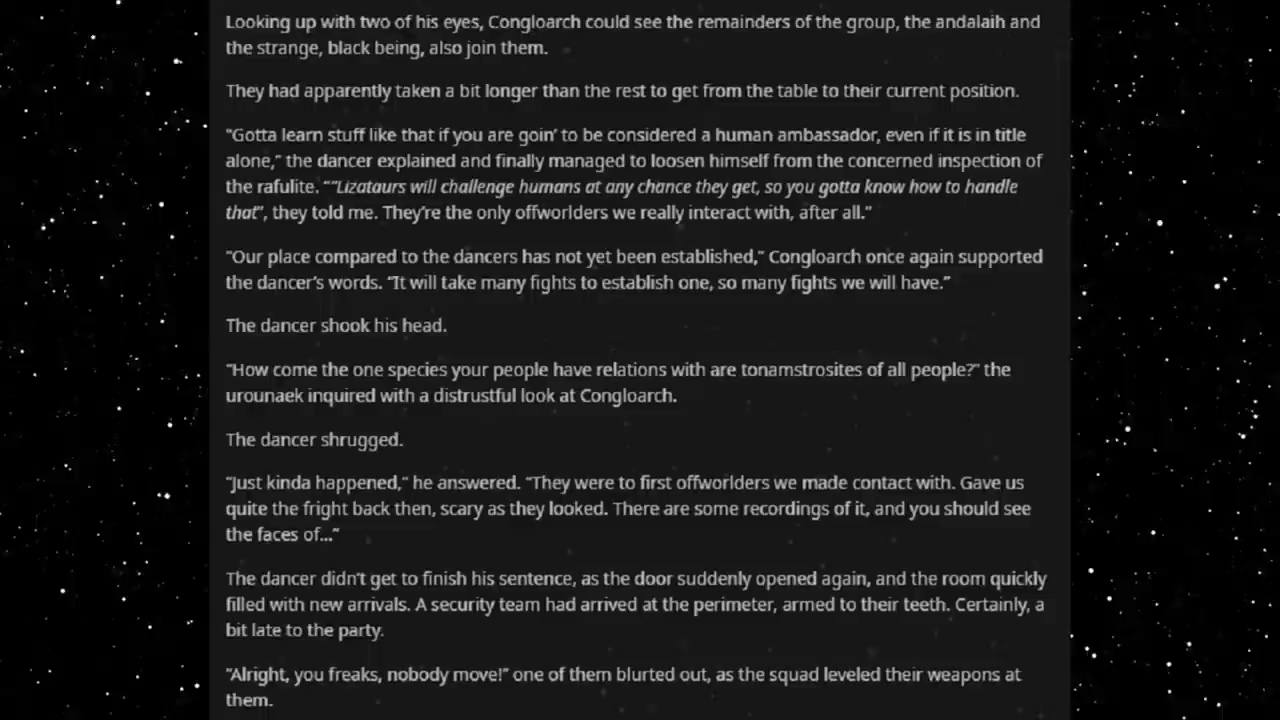 Looking up with two of his eyes, Congloarch could see the remainders of the group, the andalaih and
the strange, black being, also join them.
They had apparently taken a bit longer than the rest to get from the table to their current position.
“Gotta learn stuff like that if you are goin’ to be considered a human ambassador, even if it is in title
alone,” the dancer explained and finally managed to loosen himself from the concerned inspection of
the rafulite. “”Lizataurs will challenge humans at any chance they get, so you gotta know how to handle
that”, they told me. They’re the only offworlders we really interact with, after all.”
“Our place compared to the dancers has not yet been established,” Congloarch once again supported
the dancer’s words. “It will take many fights to establish one, so many fights we will have.”
The dancer shook his head.
“How come the one species your people have relations with are tonamstrosites of all people?” the
urounaek inquired with a distrustful look at Congloarch.
The dancer shrugged.
“Just kinda happened,” he answered. “They were to first offworlders we made contact with. Gave us
quite the fright back then, scary as they looked. There are some recordings of it, and you should see
the faces of…”
The dancer didn’t get to finish his sentence, as the door suddenly opened again, and the room quickly
filled with new arrivals. A security team had arrived at the perimeter, armed to their teeth. Certainly, a
bit late to the party.
“Alright, you freaks, nobody move!” one of them blurted out, as the squad leveled their weapons at
them.